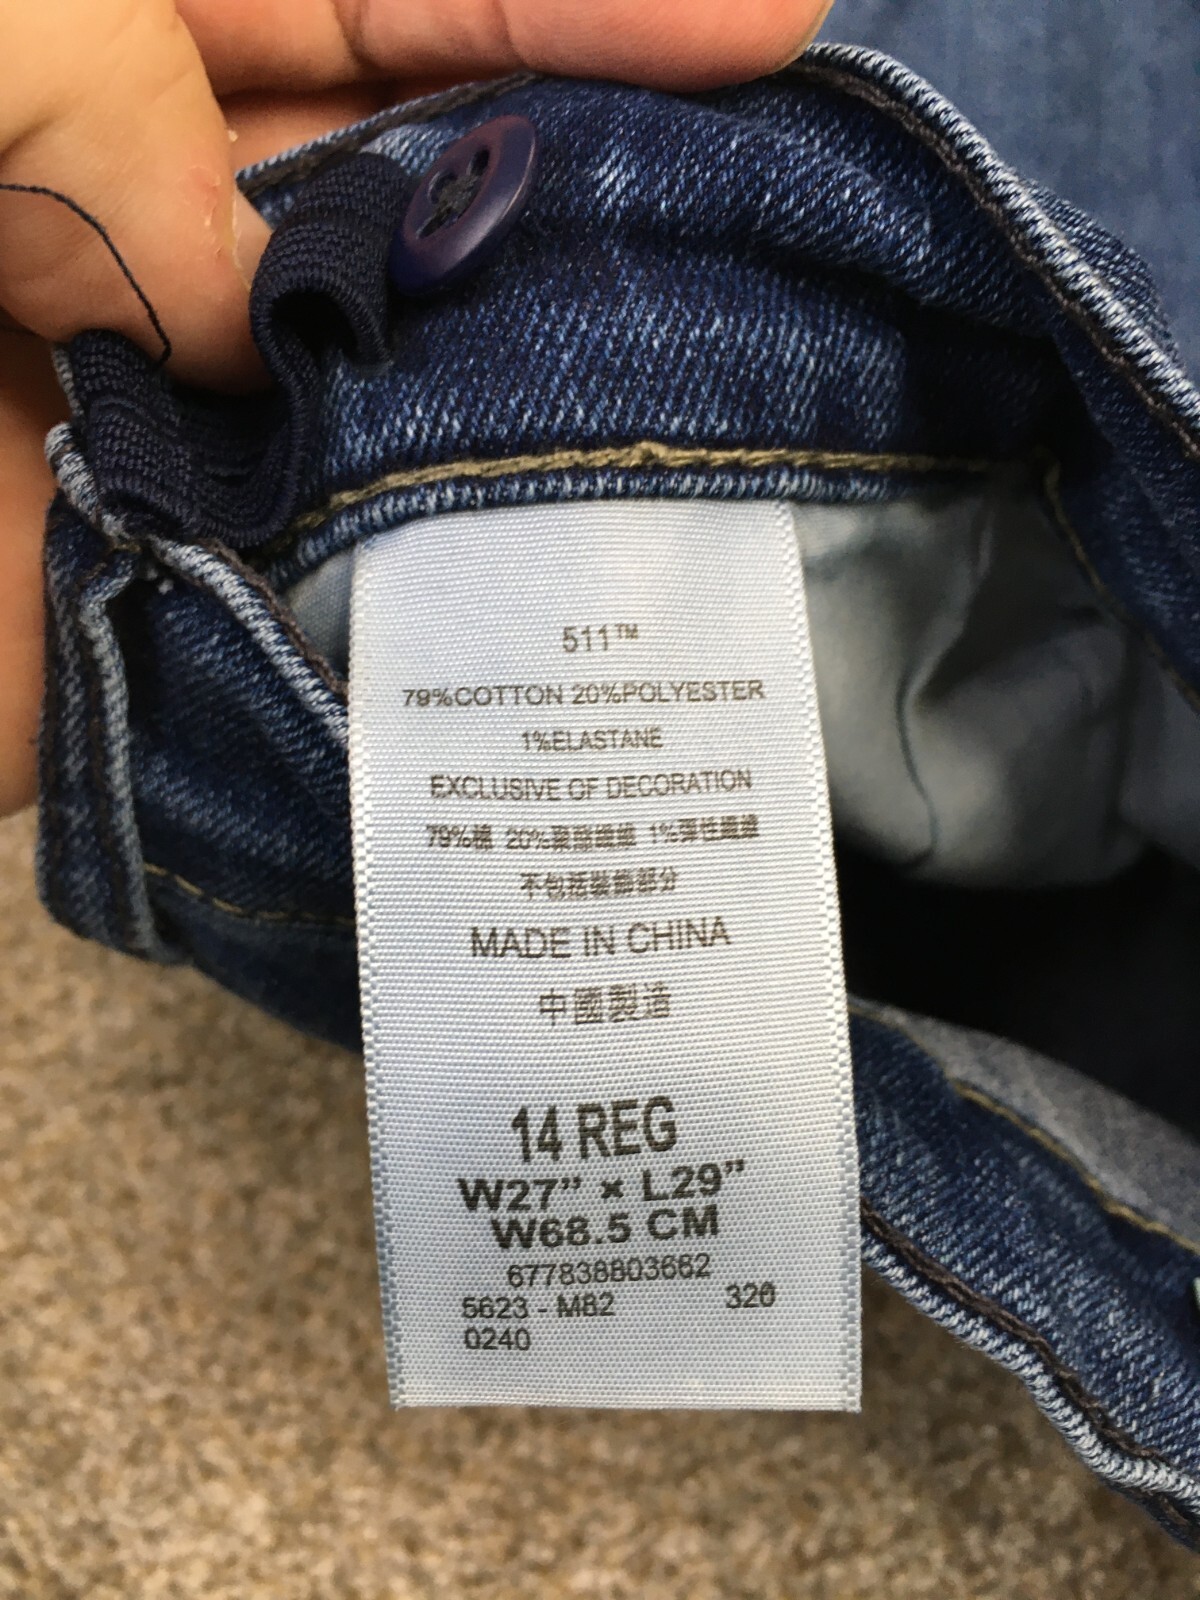 511™
79%COTTON 20%POLYESTER
1%ELASTANE
EXCLUSIVE OF DECORATION
79%棉 20%聚酯纖維 1%彈性纖維
不包括裝飾部分
MADE IN CHINA
中國製造
14 REG
W27" × L29"
W68.5 CM
677838803662
5623 - M82 320
0240